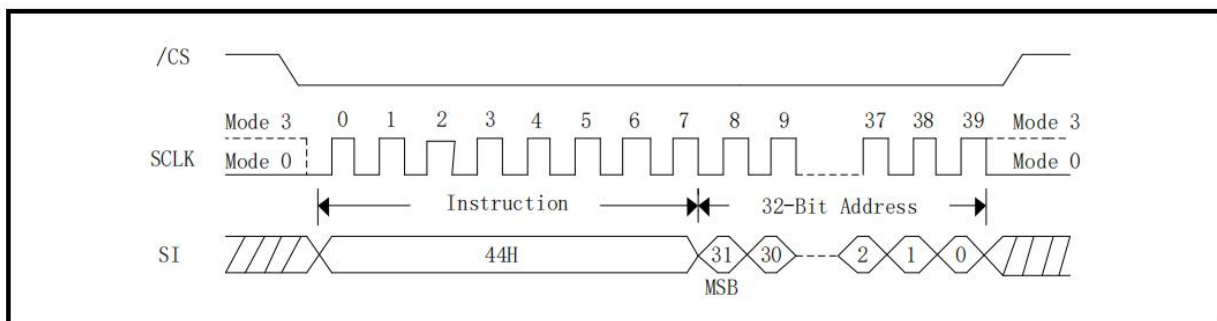 /CS
Mode 3 0 1 2 3 4 5 6 7 8 9 37 38 39 Mode 3
SCLK Mode 0 Mode 0
Instruction 32-Bit Address
SI 44H 31 30 2 1 0
MSB